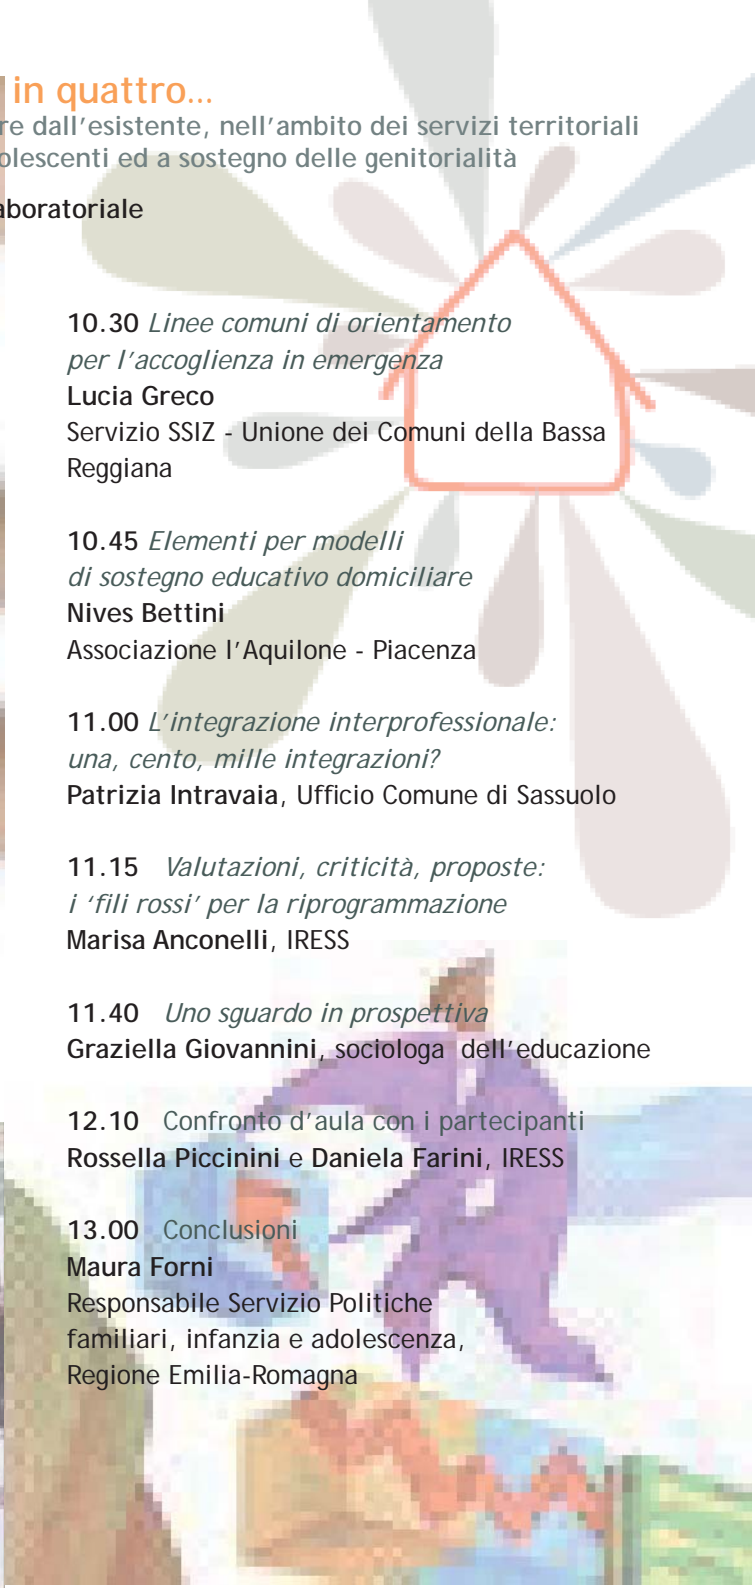 in quattro...
dall'esistente, nell'ambito dei servizi territoriali
ed a sostegno delle genitorialità
10.30 Linee comuni di orientamento
per l'accoglienza in emergenza
Lucia Greco
Servizio SSIZ - Unione dei Comuni della Bassa
Reggiana
10.45 Elementi per modelli
di sostegno educativo domiciliare
Nives Bettini
Associazione l'Aquilone - Piacenza
11.00 L'integrazione interprofessionale:
una, cento, mille integrazioni?
Patrizia Intravaia, Ufficio Comune di Sassuolo
11.15 Valutazioni, criticità, proposte:
i 'fili rossi' per la riprogrammazione
Marisa Anconelli, IRESS
11.40 Uno sguardo in prospettiva
Graziella Giovannini, sociologa dell'educazione
12.10 Confronto d'aula con i partecipanti
Rossella Piccinini e Daniela Farini, IRESS
13.00 Conclusioni
Maura Forni
Responsabile Servizio Politiche
familiari, infanzia e adolescenza,
Regione Emilia-Romagna